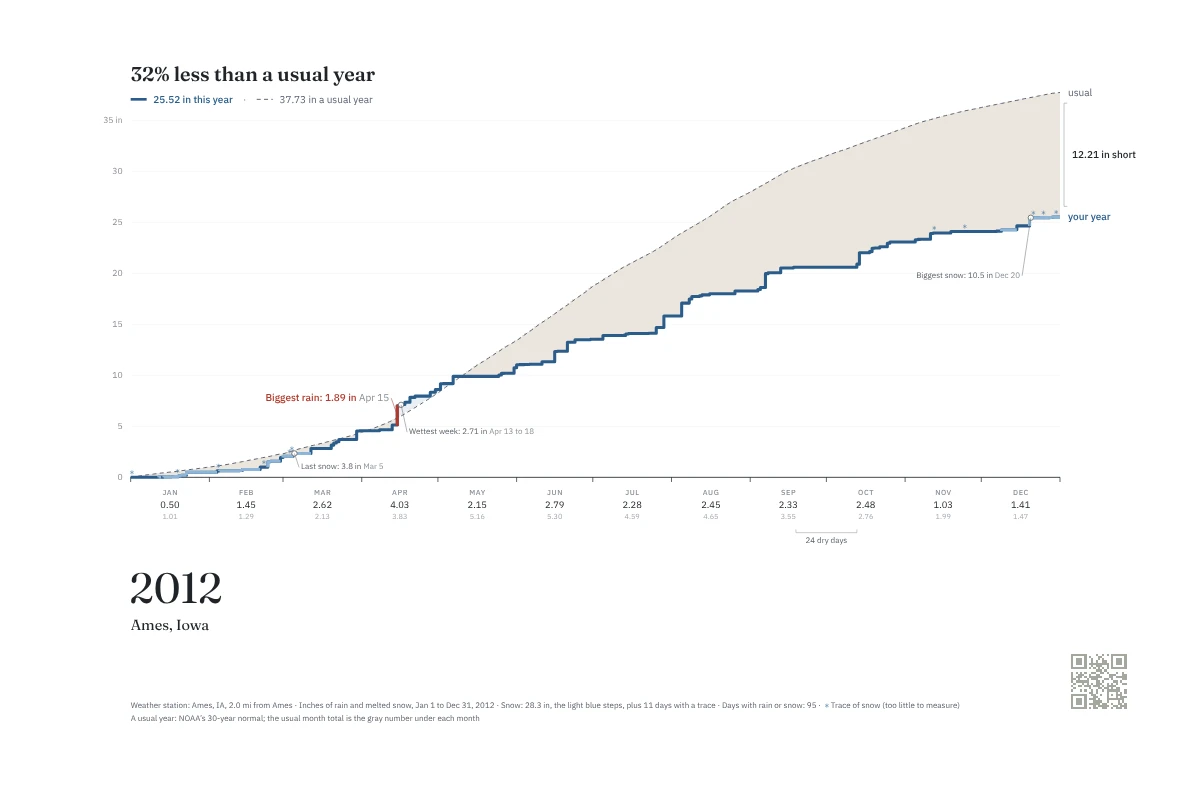 32% less than a usual year
25.52 in this year · 37.73 in a usual year
usual
35 in
12.21 in short
30
25
your year
20
Biggest snow: 10.5 in Dec 20
15
10
Biggest rain: 1.89 in Apr 15
5
Wettest week: 2.71 in Apr 13 to 18
Last snow: 3.8 in Mar 5
0
JAN FEB MAR APR MAY JUN JUL AUG SEP OCT NOV DEC
0.50 1.45 2.62 4.03 2.15 2.79 2.28 2.45 2.33 2.48 1.03 1.41
1.01 1.29 2.13 3.83 5.16 5.30 4.59 4.65 3.55 2.76 1.99 1.47
24 dry days
2012
Ames, Iowa
Weather station: Ames, IA, 2.0 mi from Ames · Inches of rain and melted snow, Jan 1 to Dec 31, 2012 · Snow: 28.3 in, the light blue steps, plus 11 days with a trace · Days with rain or snow: 95 · * Trace of snow (too little to measure)
A usual year: NOAA's 30-year normal; the usual month total is the gray number under each month